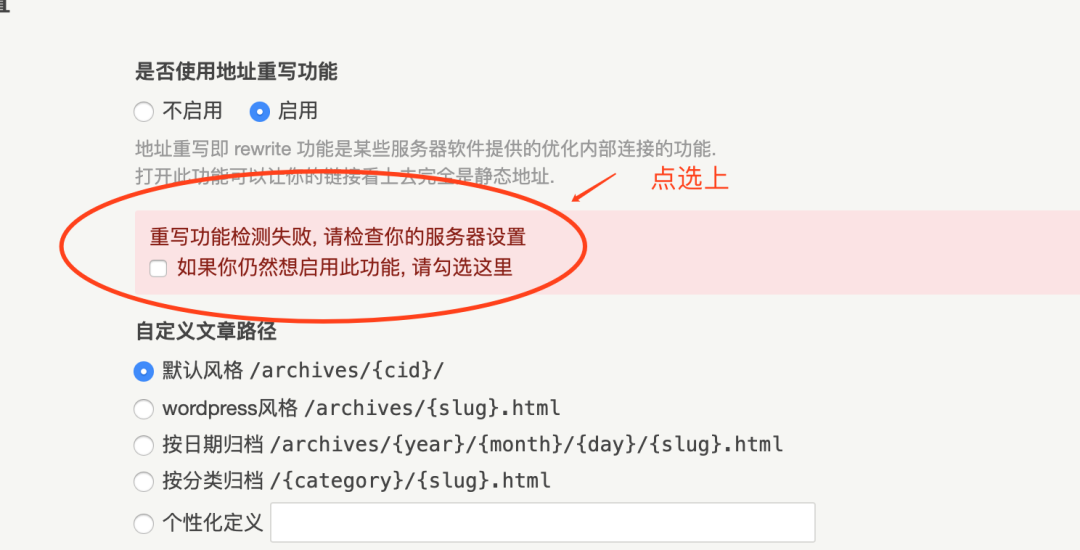 是否使用地址重写功能
不启用 启用
地址重写即 rewrite 功能是某些服务器软件提供的优化内部连接的功能.
打开此功能可以让你的链接看上去完全是静态地址.
点选上
重写功能检测失败, 请检查你的服务器设置
如果你仍然想启用此功能, 请勾选这里
自定义文章路径
默认风格 /archives/{cid}/
wordpress风格 /archives/{slug}.html
按日期归档 /archives/{year}/{month}/{day}/{slug}.html
按分类归档 /{category}/{slug}.html
个性化定义